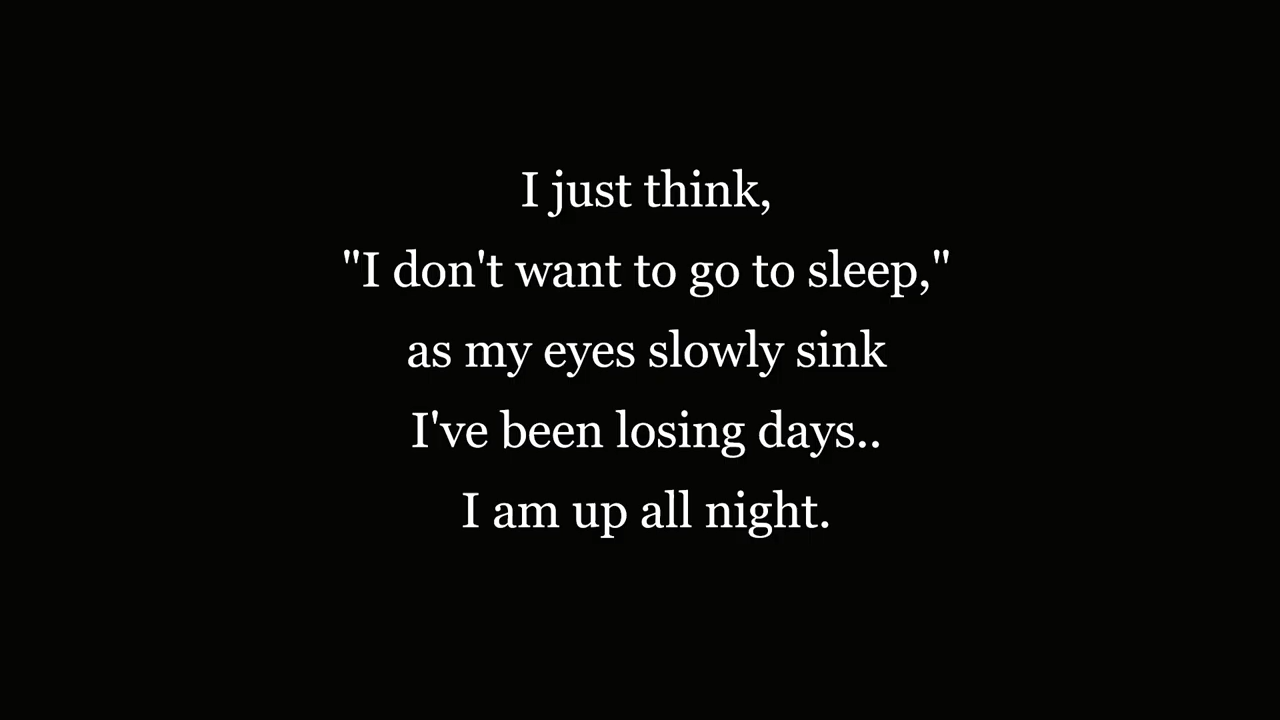 I just think,
"I don't want to go to sleep,"
as my eyes slowly sink
I've been losing days..
I am up all night.